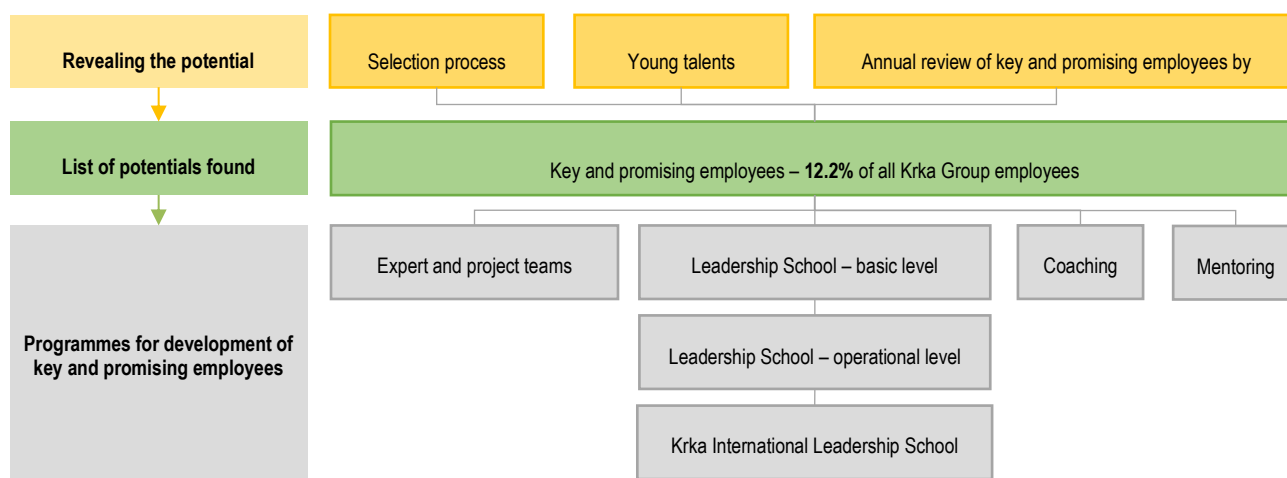 Revealing the potential
Selection process
Young talents
Annual review of key and promising employees by
List of potentials found
Key and promising employees – 12.2% of all Krka Group employees
Programmes for development of
key and promising employees
Expert and project teams
Leadership School – basic level
Coaching
Mentoring
Leadership School – operational level
Krka International Leadership School